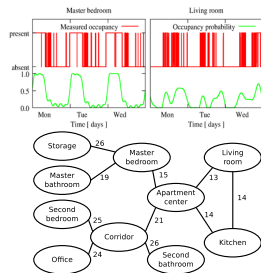 Master bedroom
Living room
Measured occupancy
Occupancy probability
present
absent
1.0
0.5
0.0
Mon Tue Wed
Mon Tue Wed
Time [ days ]
Time [ days ]
Storage
26
Master
bedroom
Living
room
Master
bathroom
19
15
13
Apartment
center
14
Second
bedroom
25
21
14
Corridor
Kitchen
Office
24
26
Second
bathroom